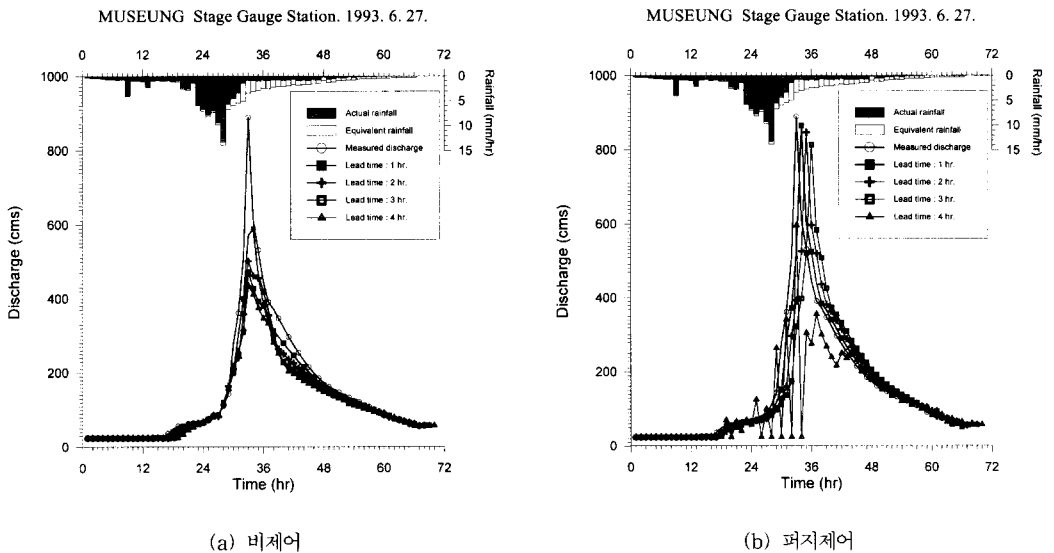 MUSEUNG Stage Gauge Station. 1993. 6. 27.
0 12 24 36 48 60 72
1000
800
600
400
200
0
Discharge (cms)
0
5
10
15
Rainfall (mm/hr)
Actual rainfall
Equivalent rainfall
Measured discharge
Lead time : 1 hr.
Lead time : 2 hr.
Lead time : 3 hr.
Lead time : 4 hr.
0 12 24 36 48 60 72
Time (hr)
(a) 비제어
MUSEUNG Stage Gauge Station. 1993. 6. 27.
0 12 24 36 48 60 72
1000
800
600
400
200
0
Discharge (cms)
0
5
10
15
Rainfall (mm/hr)
Actual rainfall
Equivalent rainfall
Measured discharge
Lead time : 1 hr.
Lead time : 2 hr.
Lead time : 3 hr.
Lead time : 4 hr.
0 12 24 36 48 60 72
Time (hr)
(b) 퍼지제어